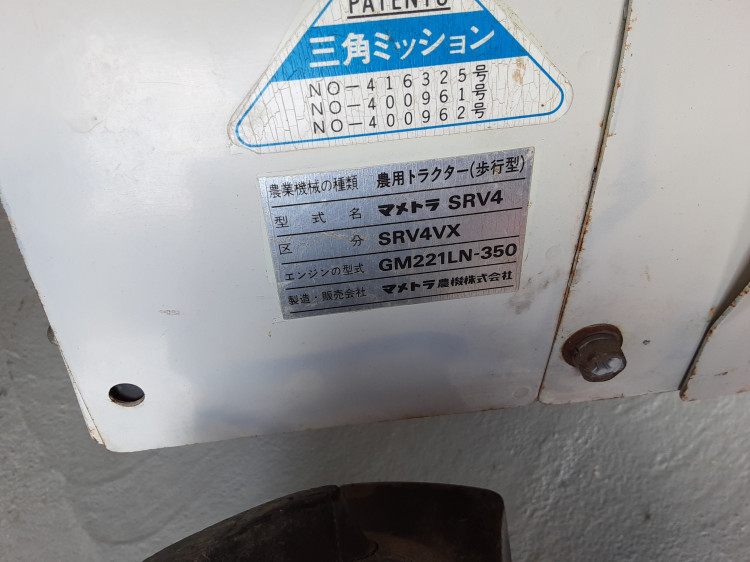 PATENTS
三角ミッション
NO-416325号
NO-400961号
NO-400962号
農業機械の種類 農用トラクター(歩行型)
型式名 マメトラ SRV4
区分 SRV4VX
エンジンの型式 GM221LN-350
製造・販売会社 マメトラ農機株式会社